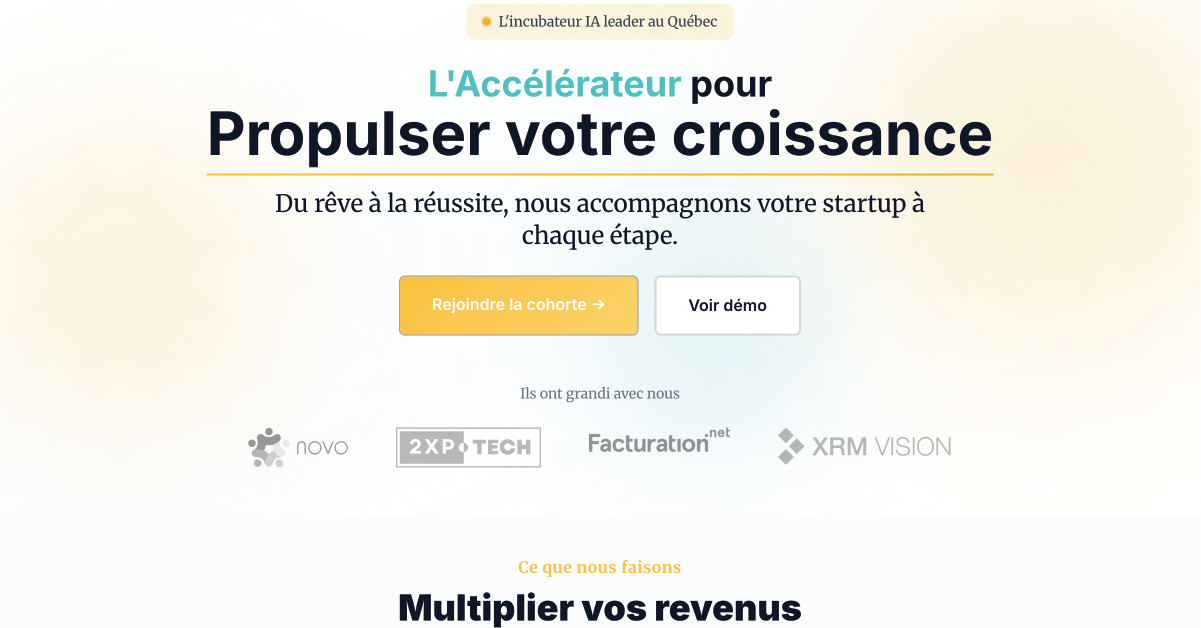 L'incubateur IA leader au Québec
L'Accélérateur pour
Propulser votre croissance
Du rêve à la réussite, nous accompagnons votre startup à
chaque étape.
Rejoindre la cohorte →
Voir démo
Ils ont grandi avec nous
novo
2XPO TECH
Facturation.net
XRM VISION
Ce que nous faisons
Multiplier vos revenus